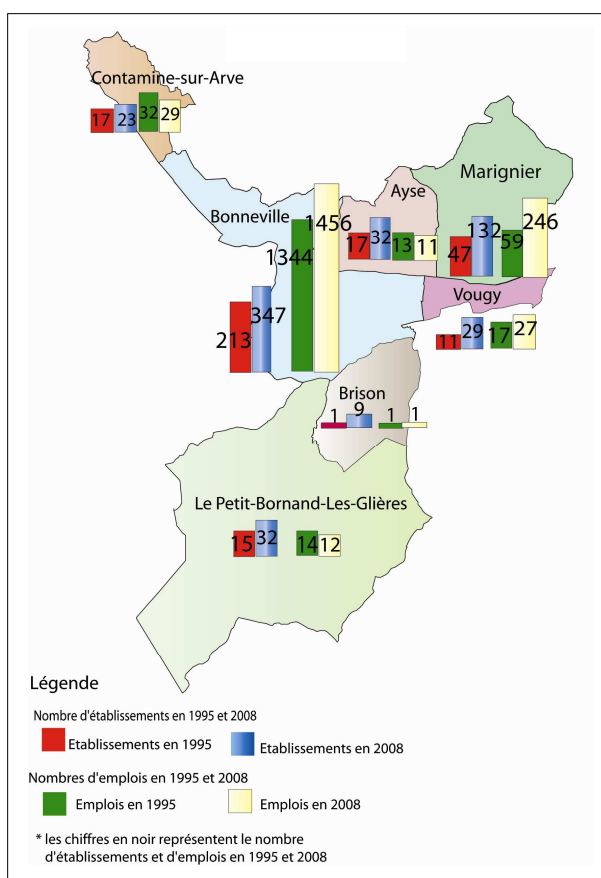 Contamine-sur-Arve
17 23 32 29
Marignier
47 132 59 246
Ayse
17 32 13 11
Bonneville
213 347 1344 1456
Vougy
11 29 17 27
Brison
1 9 1 1
Le Petit-Bornand-Les-Glières
15 32 14 12
Légende
Nombre d'établissements en 1995 et 2008
Etablissements en 1995
Etablissements en 2008
Nombres d'emplois en 1995 et 2008
Emplois en 1995
Emplois en 2008
* les chiffres en noir représentent le nombre
d'établissements et d'emplois en 1995 et 2008